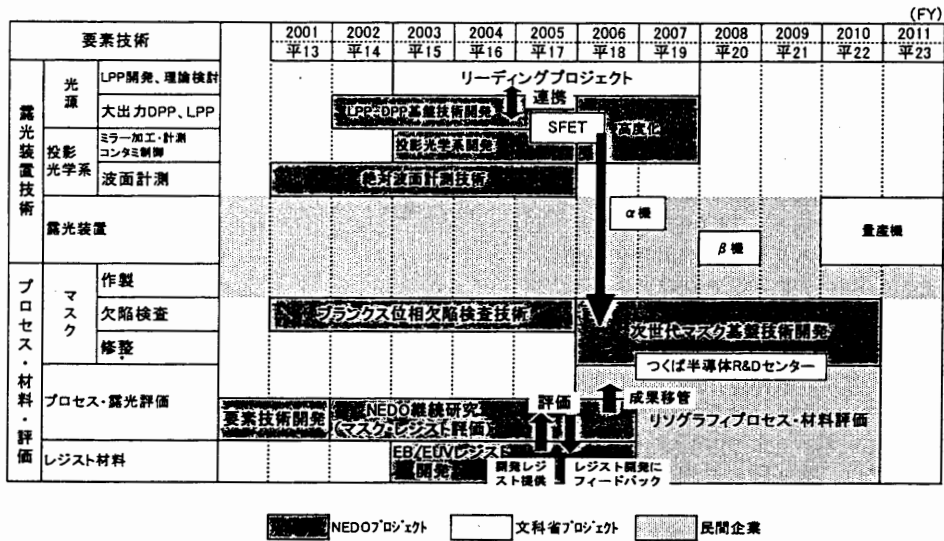 (FY)
要素技術
2001 2002 2003 2004 2005 2006 2007 2008 2009 2010 2011
平13 平14 平15 平16 平17 平18 平19 平20 平21 平22 平23
露光装置技術
光源
LPP開発、理論検討
大出力DPP、LPP
リーディングプロジェクト
連携
LPP-DPP基盤技術開発
SFET
高度化
投影光学系
ミラー加工・計測
コンタミ制御
投影光学系開発
波面計測
絶対波面計測技術
露光装置
α機
β機
量産機
プロセス・材料・評価
マスク
作製
欠陥検査
修整
ブランクス位相欠陥検査技術
次世代マスク基盤技術開発
つくば半導体R&Dセンター
プロセス・露光評価
要素技術開発
NEDO継続研究
(マスク・レジスト評価)
評価
成果移管
リソグラフィプロセス・材料評価
レジスト材料
EB/EUVレジスト
開発
開発レジ
スト提供
レジスト開発に
フィードバック
NEDOプロジェクト
文科省プロジェクト
民間企業